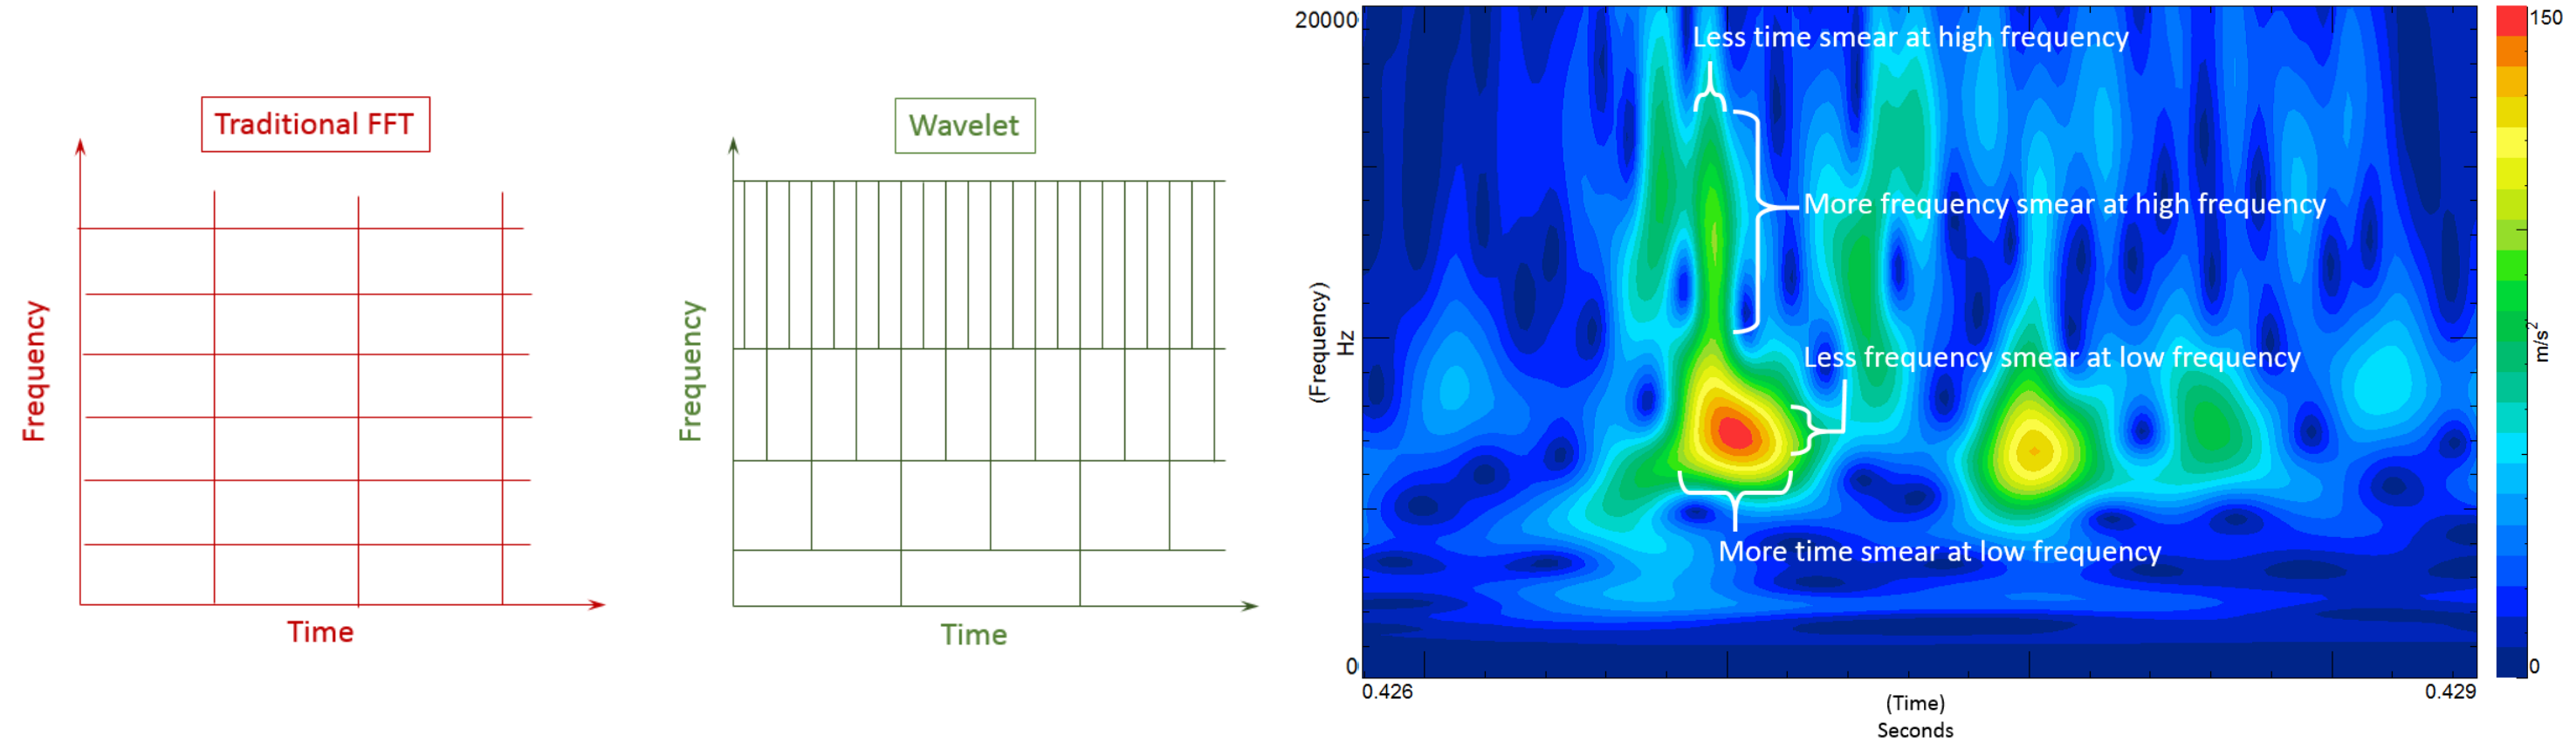 Traditional FFT
Frequency
Time
Wavelet
Frequency
Time
20000
(Frequency)
Hz
0
0.426
0.429
(Time)
Seconds
Less time smear at high frequency
More frequency smear at high frequency
Less frequency smear at low frequency
More time smear at low frequency
150
m/s²
0